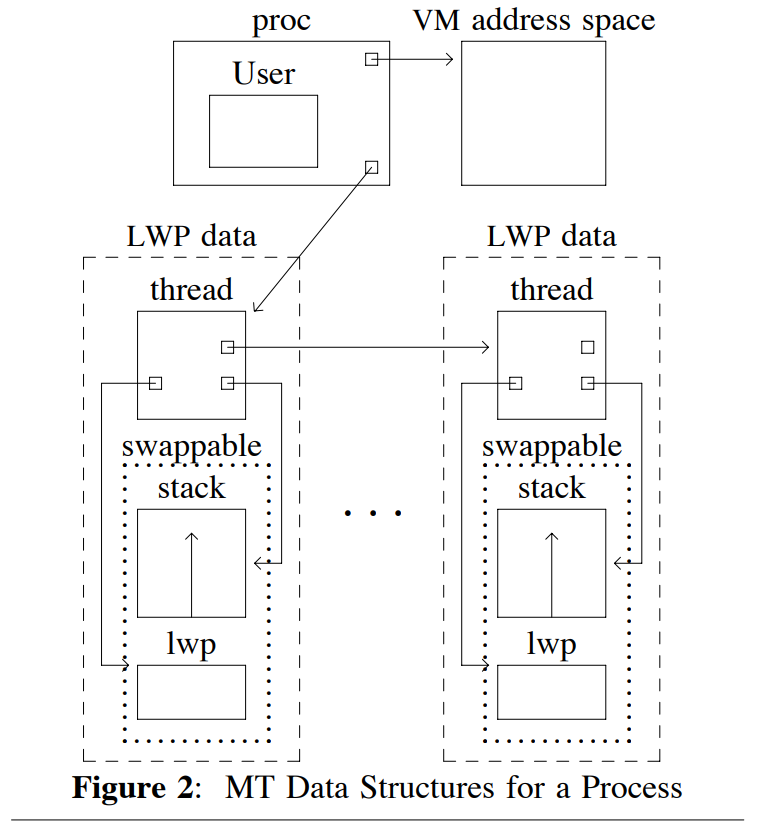 proc VM address space
User
LWP data LWP data
thread thread
swappable swappable
stack stack
. . .
lwp lwp
Figure 2: MT Data Structures for a Process